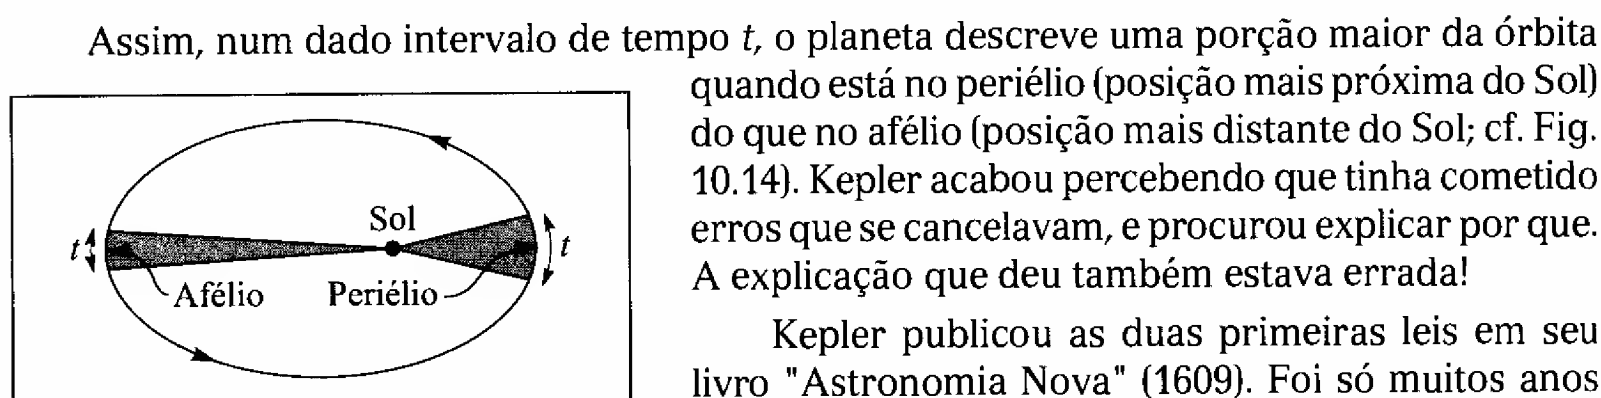 Assim, num dado intervalo de tempo t, o planeta descreve uma porção maior da órbita
quando está no periélio (posição mais próxima do Sol)
do que no afélio (posição mais distante do Sol; cf. Fig.
10.14). Kepler acabou percebendo que tinha cometido
erros que se cancelavam, e procurou explicar por que.
A explicação que deu também estava errada!
Kepler publicou as duas primeiras leis em seu
livro "Astronomia Nova" (1609). Foi só muitos anos
Sol
t
t
Afélio
Periélio